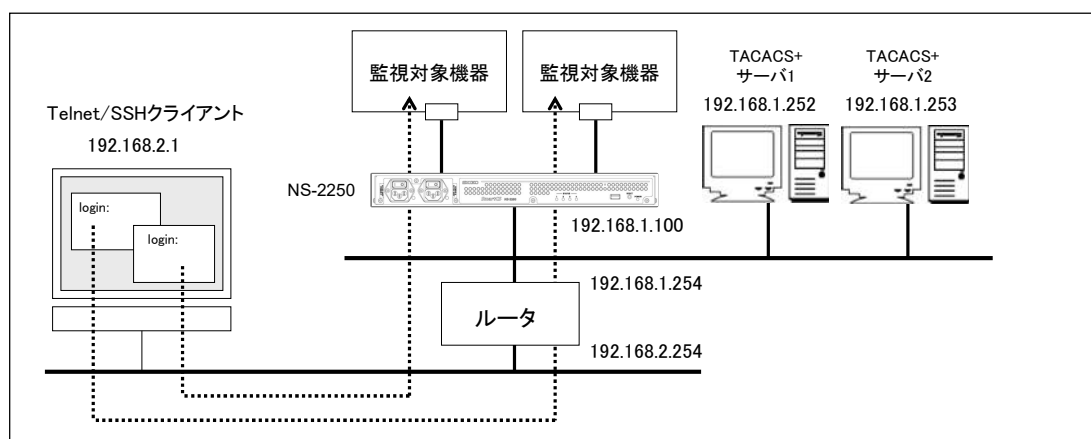 監視対象機器
監視対象機器
TACACS+
サーバ1
192.168.1.252
TACACS+
サーバ2
192.168.1.253
Telnet/SSHクライアント
192.168.2.1
login:
login:
NS-2250
192.168.1.100
192.168.1.254
ルータ
192.168.2.254